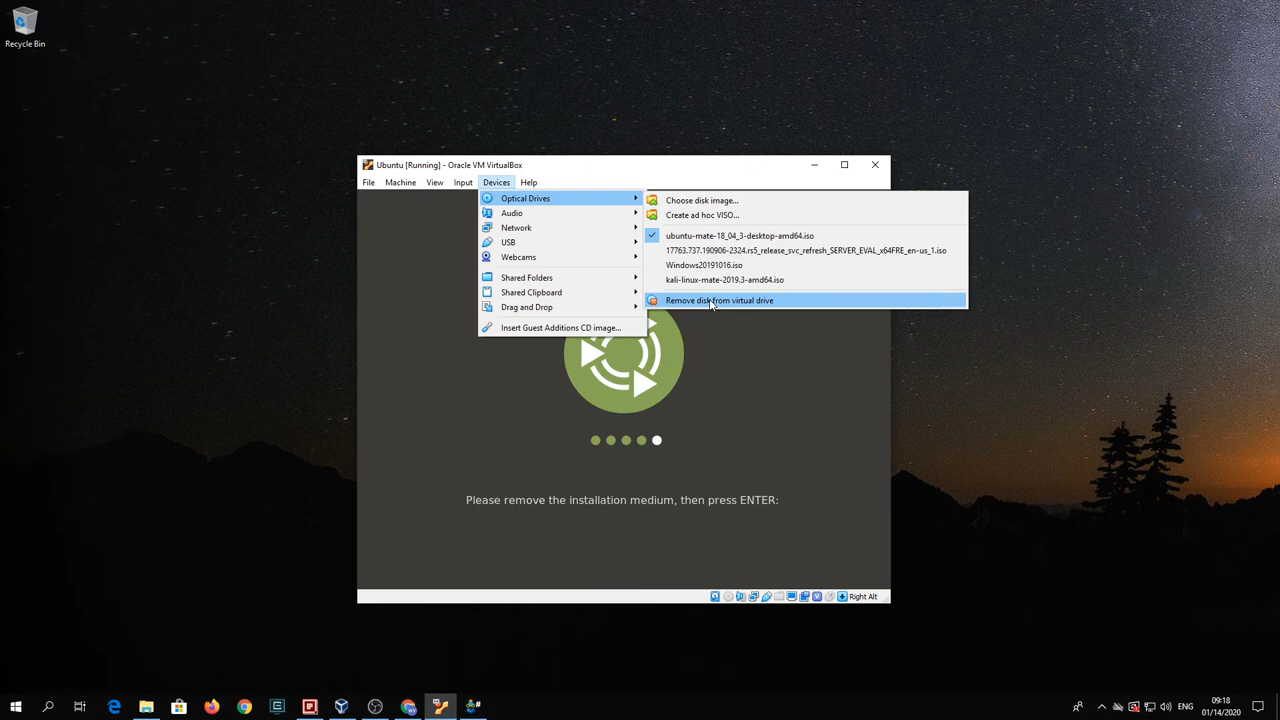 Recycle Bin
Ubuntu [Running] - Oracle VM VirtualBox
File Machine View Input Devices Help
Optical Drives
Audio
Network
USB
Webcams
Shared Folders
Shared Clipboard
Drag and Drop
Insert Guest Additions CD image...
Choose disk image...
Create ad hoc VISO...
ubuntu-mate-18_04_3-desktop-amd64.iso
17763.737.190906-2324.rs5_release_svc_refresh_SERVER_EVAL_x64FRE_en-us_1.iso
Windows20191016.iso
kali-linux-mate-2019.3-amd64.iso
Remove disk from virtual drive
Please remove the installation medium, then press ENTER:
Right Alt
ENG
09:18
01/14/2020